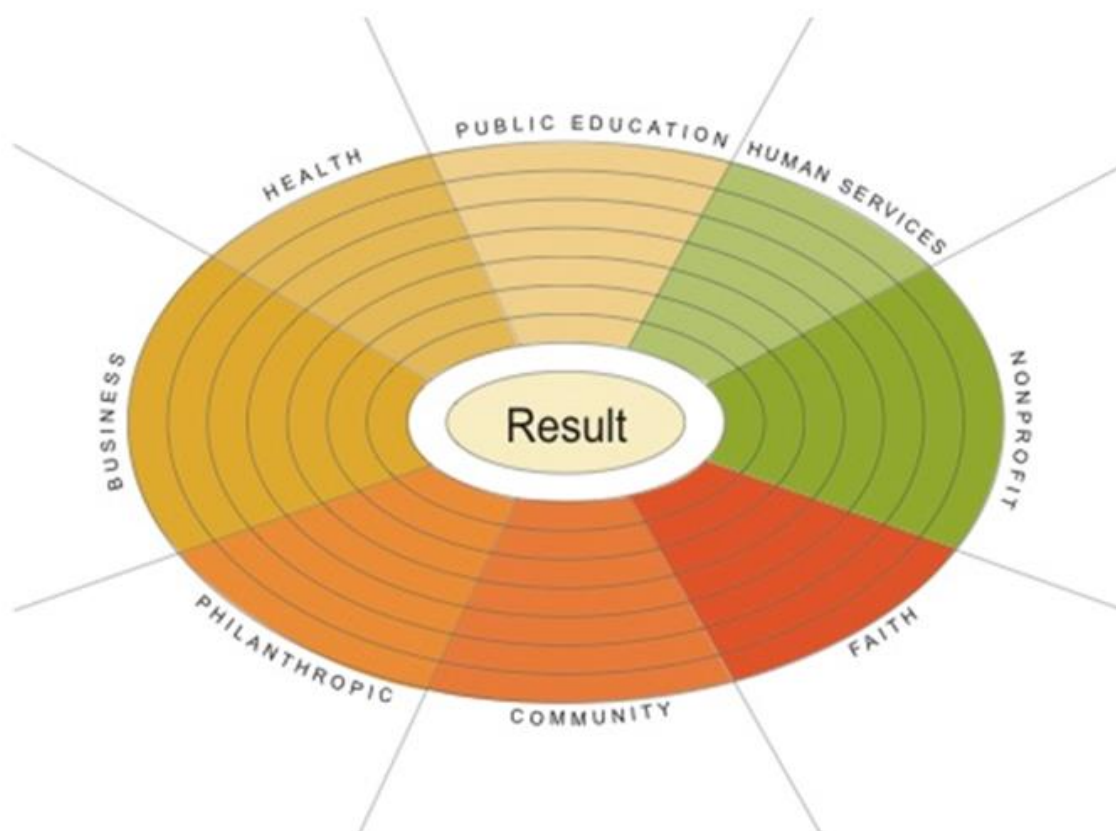 PUBLIC EDUCATION
HUMAN SERVICES
HEALTH
NONPROFIT
BUSINESS
Result
FAITH
PHILANTHROPIC
COMMUNITY